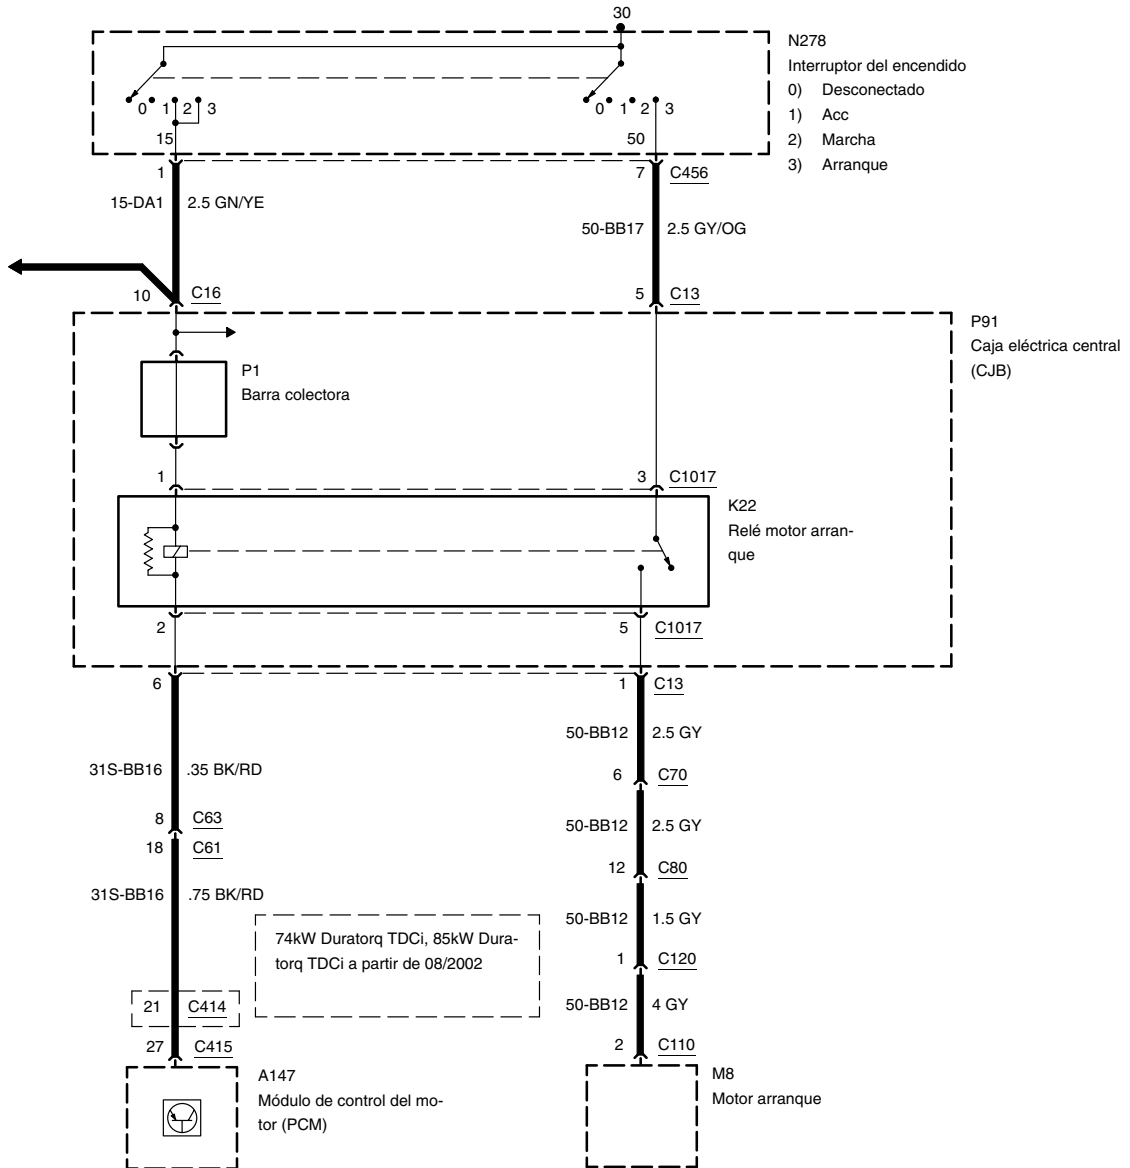 30
N278
Interruptor del encendido
0) Desconectado
1) Acc
2) Marcha
3) Arranque
0 1 2 3
0 1 2 3
15 50
1 7 C456
15-DA1 2.5 GN/YE
50-BB17 2.5 GY/OG
10 C16 5 C13
P91
Caja eléctrica central
(CJB)
P1
Barra colectora
1 3 C1017
K22
Relé motor arran-
que
2 5 C1017
6 1 C13
50-BB12 2.5 GY
31S-BB16 .35 BK/RD
6 C70
8 C63
50-BB12 2.5 GY
18 C61
12 C80
31S-BB16 .75 BK/RD
50-BB12 1.5 GY
74kW Duratorq TDCi, 85kW Dura-
torq TDCi a partir de 08/2002
1 C120
21 C414
50-BB12 4 GY
27 C415
2 C110
A147
Módulo de control del mo-
tor (PCM)
M8
Motor arranque